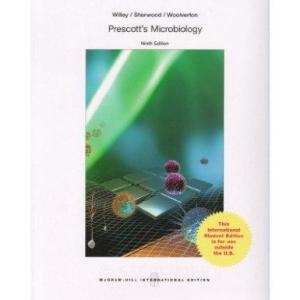 Willey / Sherwood / Woolverton
Prescott's Microbiology
Ninth Edition
This
International
Student Edition
is for use
outside
the U.S.
McGRAW-HILL INTERNATIONAL EDITION